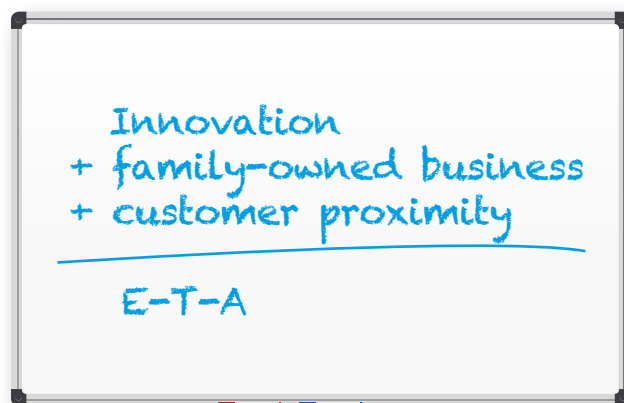 Innovation
+ family-owned business
+ customer proximity
E-T-A